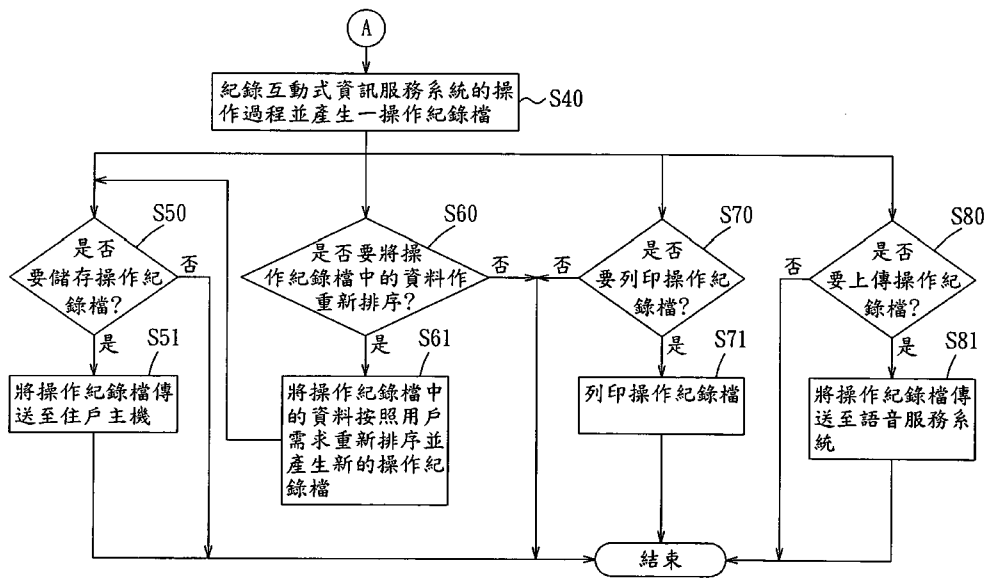 A
紀錄互動式資訊服務系統的操
作過程並產生一操作紀錄檔
S40
S50
是否
要儲存操作紀
錄檔?
否
是
S51
將操作紀錄檔傳
送至住戶主機
S60
是否要將操
作紀錄檔中的資料作
重新排序?
否
是
S61
將操作紀錄檔中
的資料按照用戶
需求重新排序並
產生新的操作紀
錄檔
S70
是否
要列印操作紀
錄檔?
否
是
S71
列印操作紀錄檔
S80
是否
要上傳操作紀
錄檔?
否
是
S81
將操作紀錄檔傳
送至語音服務系
統
結束